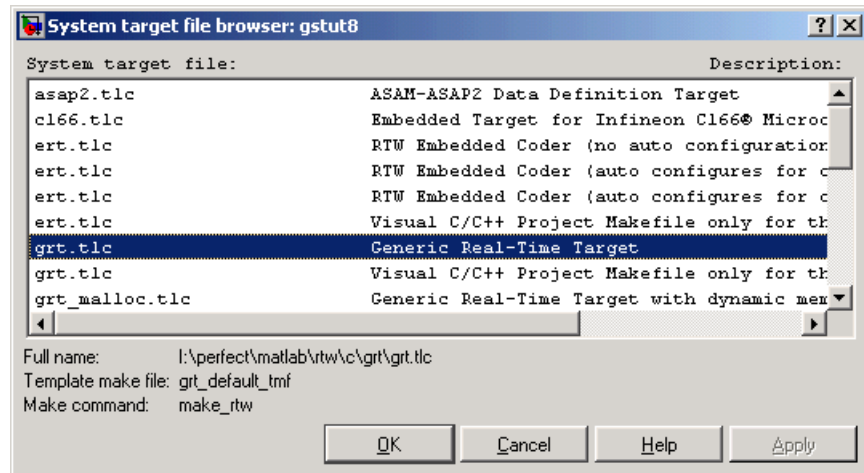 System target file browser: gstut8
System target file: Description:
asap2.tlc ASAM-ASAP2 Data Definition Target
c166.tlc Embedded Target for Infineon C166® Microc
ert.tlc RTW Embedded Coder (no auto configuration
ert.tlc RTW Embedded Coder (auto configures for c
ert.tlc RTW Embedded Coder (auto configures for c
ert.tlc Visual C/C++ Project Makefile only for th
grt.tlc Generic Real-Time Target
grt.tlc Visual C/C++ Project Makefile only for th
grt_malloc.tlc Generic Real-Time Target with dynamic mem
Full name: I:\perfect\matlab\rtw\c\grt\grt.tlc
Template make file: grt_default_tmf
Make command: make_rtw
OK Cancel Help Apply